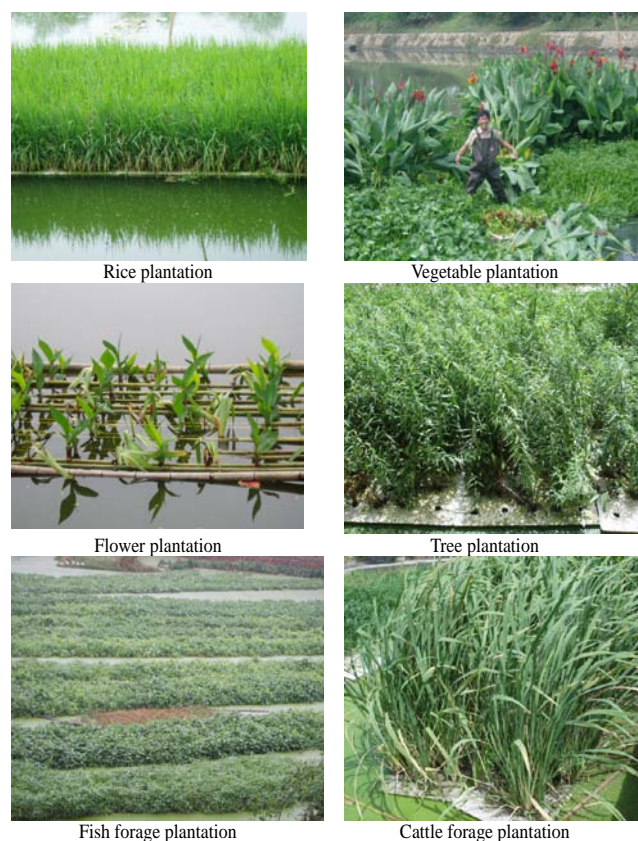 Rice plantation
Vegetable plantation
Flower plantation
Tree plantation
Fish forage plantation
Cattle forage plantation